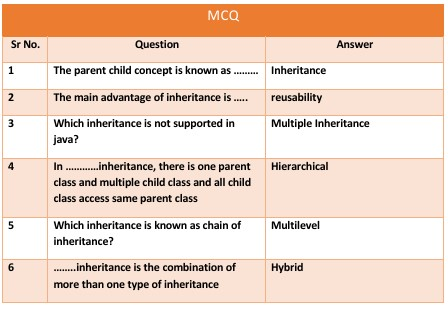 MCQ
Sr No. Question Answer
1 The parent child concept is known as ......... Inheritance
2 The main advantage of inheritance is ..... reusability
3 Which inheritance is not supported in Multiple Inheritance
java?
4 In ............inheritance, there is one parent Hierarchical
class and multiple child class and all child
class access same parent class
5 Which inheritance is known as chain of Multilevel
inheritance?
6 ........inheritance is the combination of Hybrid
more than one type of inheritance